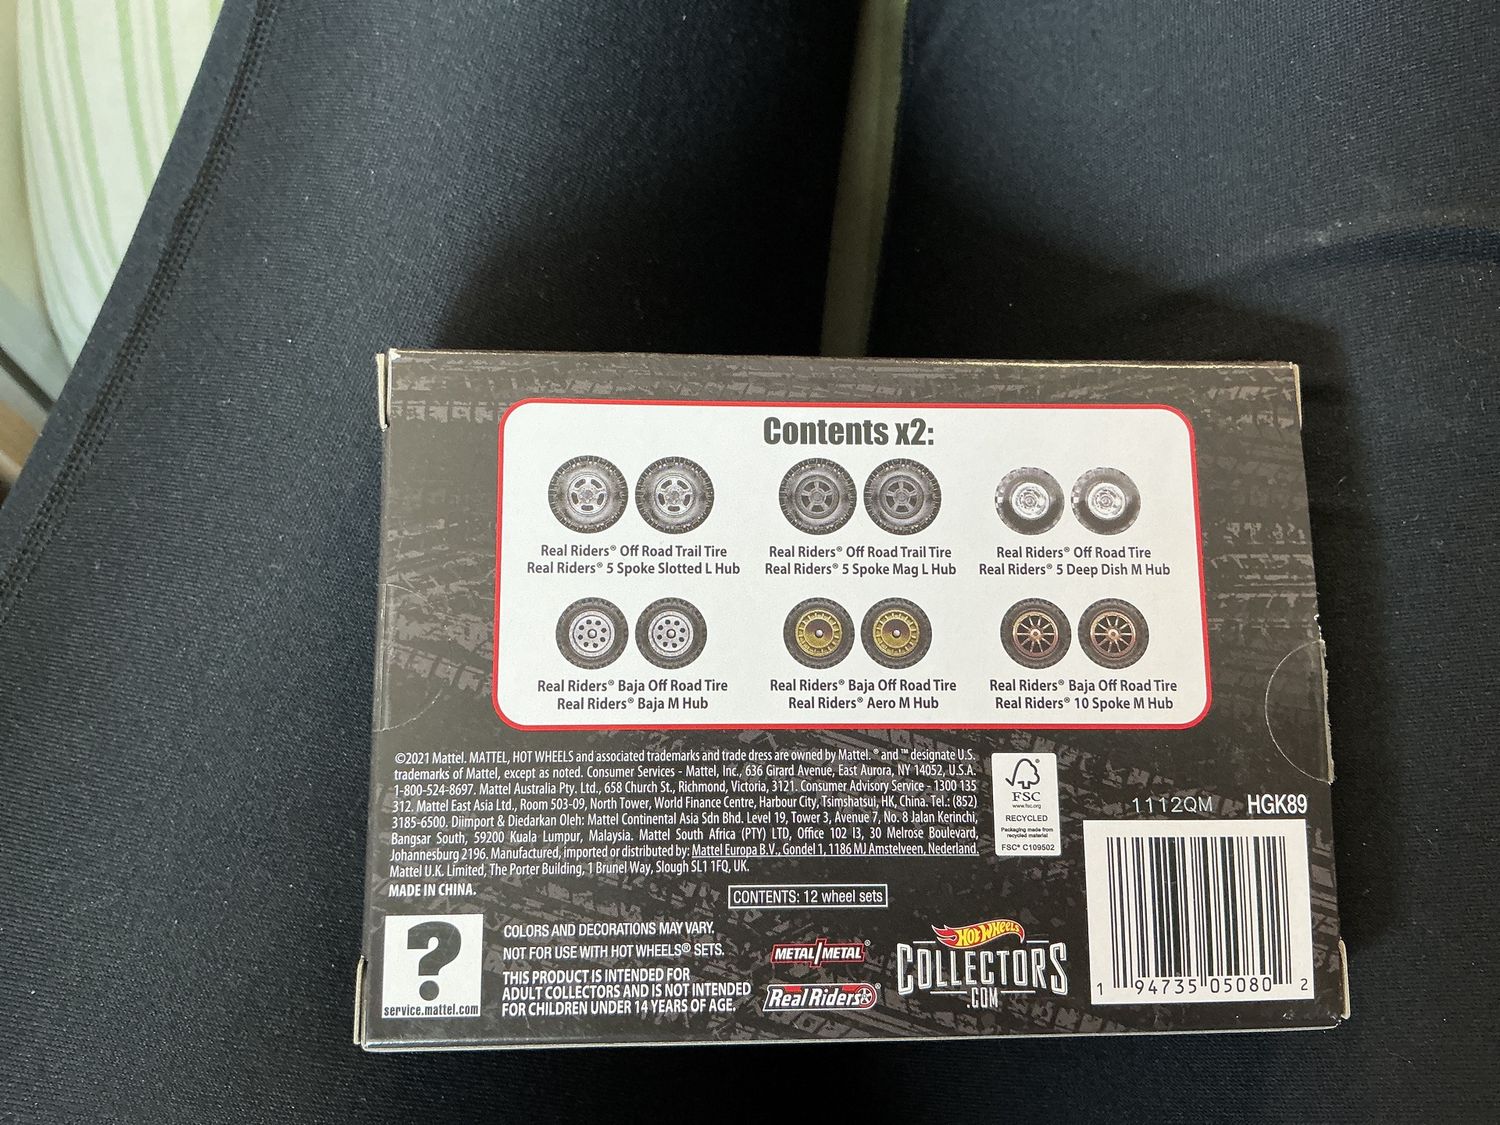 Contents x2:
Real Riders® Off Road Trail Tire
Real Riders® 5 Spoke Slotted L Hub
Real Riders® Off Road Trail Tire
Real Riders® 5 Spoke Mag L Hub
Real Riders® Off Road Tire
Real Riders® 5 Deep Dish M Hub
Real Riders® Baja Off Road Tire
Real Riders® Baja M Hub
Real Riders® Baja Off Road Tire
Real Riders® Aero M Hub
Real Riders® Baja Off Road Tire
Real Riders® 10 Spoke M Hub
©2021 Mattel. MATTEL, HOT WHEELS and associated trademarks and trade dress are owned by Mattel. ® and ™ designate U.S.
trademarks of Mattel, except as noted. Consumer Services - Mattel, Inc., 636 Girard Avenue, East Aurora, NY 14052, U.S.A.
1-800-524-8697. Mattel Australia Pty. Ltd., 658 Church St., Richmond, Victoria, 3121. Consumer Advisory Service - 1300 135
312. Mattel East Asia Ltd., Room 503-09, North Tower, World Finance Centre, Harbour City, Tsimshatsui, HK, China. Tel.: (852)
3185-6500. Diimport & Diedarkan Oleh: Mattel Continental Asia Sdn Bhd. Level 19, Tower 3, Avenue 7, No. 8 Jalan Kerinchi,
Bangsar South, 59200 Kuala Lumpur, Malaysia. Mattel South Africa (PTY) LTD, Office 102 I3, 30 Melrose Boulevard,
Johannesburg 2196. Manufactured, imported or distributed by: Mattel Europa B.V., Gondel 1, 1186 MJ Amstelveen, Nederland.
Mattel U.K. Limited, The Porter Building, 1 Brunel Way, Slough SL1 1FQ, UK.
MADE IN CHINA.
FSC
www.fsc.org
RECYCLED
Packaging made from
recycled material
FSC® C109502
1112QM
HGK89
CONTENTS: 12 wheel sets
?
service.mattel.com
COLORS AND DECORATIONS MAY VARY.
NOT FOR USE WITH HOT WHEELS® SETS.
THIS PRODUCT IS INTENDED FOR
ADULT COLLECTORS AND IS NOT INTENDED
FOR CHILDREN UNDER 14 YEARS OF AGE.
METAL/METAL®
Real Riders®
HOT WHEELS
COLLECTORS
.COM
1 94735 05080 2